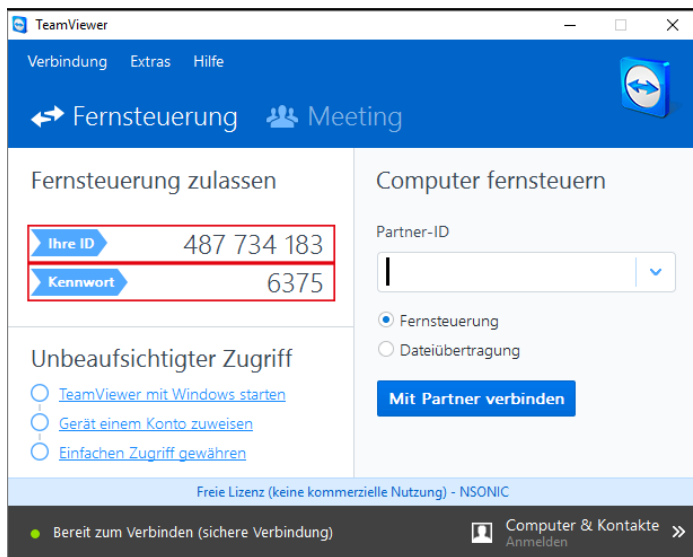 TeamViewer
Verbindung Extras Hilfe
Fernsteuerung Meeting
Fernsteuerung zulassen
Ihre ID 487 734 183
Kennwort 6375
Unbeaufsichtigter Zugriff
TeamViewer mit Windows starten
Gerät einem Konto zuweisen
Einfachen Zugriff gewähren
Computer fernsteuern
Partner-ID
Fernsteuerung
Dateiübertragung
Mit Partner verbinden
Freie Lizenz (keine kommerzielle Nutzung) - NSONIC
Bereit zum Verbinden (sichere Verbindung)
Computer & Kontakte
Anmelden